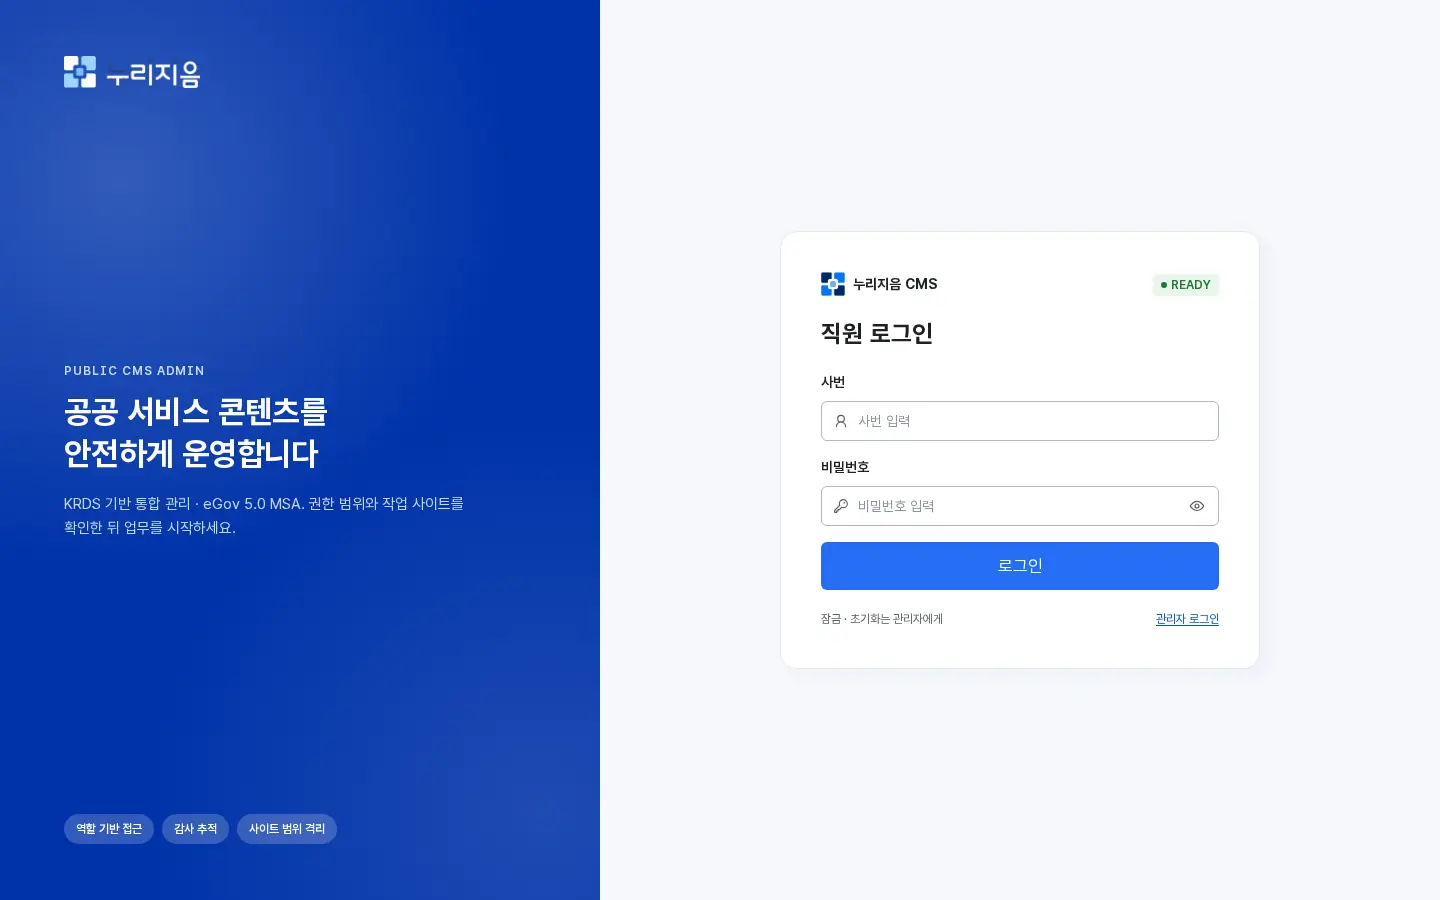 누리지음
PUBLIC CMS ADMIN
공공 서비스 콘텐츠를
안전하게 운영합니다
KRDS 기반 통합 관리 · eGov 5.0 MSA. 권한 범위와 작업 사이트를
확인한 뒤 업무를 시작하세요.
역할 기반 접근
감사 추적
사이트 범위 격리
누리지음 CMS
READY
직원 로그인
사번
사번 입력
비밀번호
비밀번호 입력
로그인
잠금 · 초기화는 관리자에게
관리자 로그인